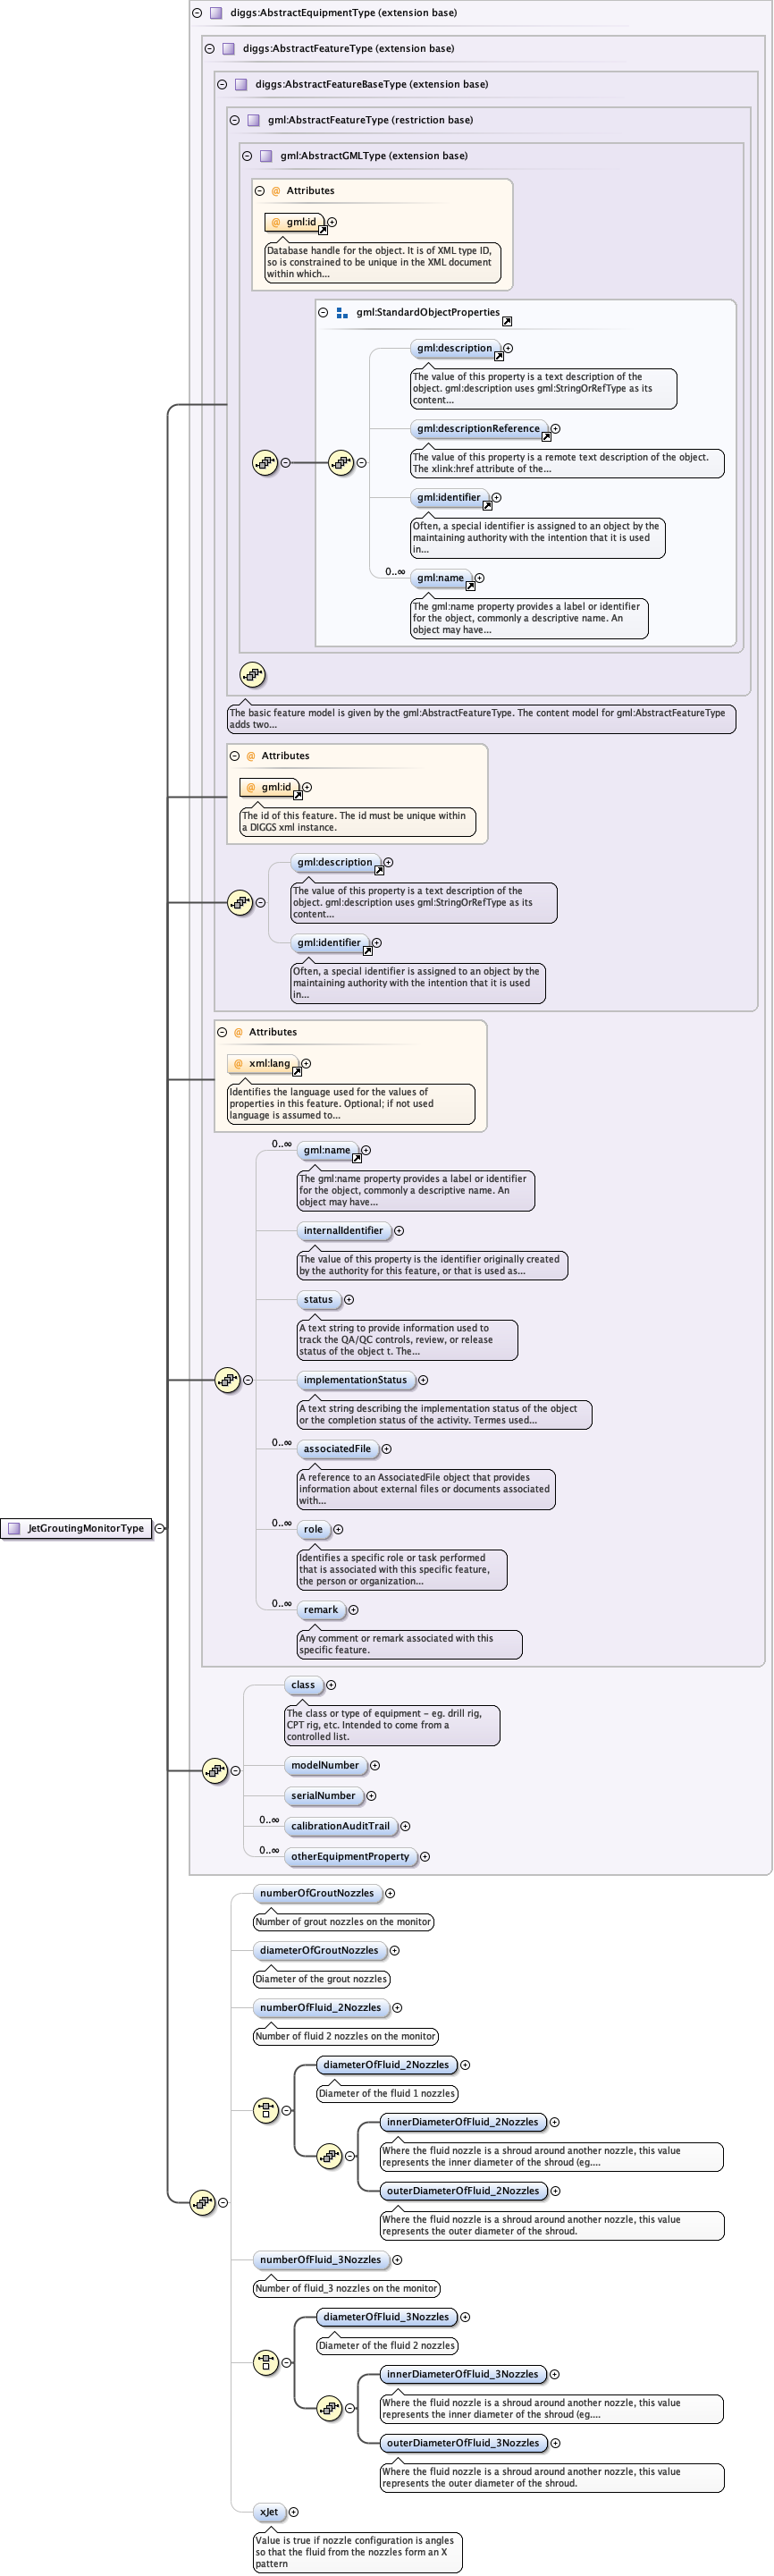 diggs:AbstractEquipmentType (extension base)
diggs:AbstractFeatureType (extension base)
diggs:AbstractFeatureBaseType (extension base)
gml:AbstractFeatureType (restriction base)
gml:AbstractGMLType (extension base)
@ Attributes
@ gml:id
Database handle for the object. It is of XML type ID,
so is constrained to be unique in the XML document
within which...
gml:StandardObjectProperties
gml:description
The value of this property is a text description of the
object. gml:description uses gml:StringOrRefType as its
content...
gml:descriptionReference
The value of this property is a remote text description of the object.
The xlink:href attribute of the...
gml:identifier
Often, a special identifier is assigned to an object by the
maintaining authority with the intention that it is used
in...
0..∞
gml:name
The gml:name property provides a label or identifier
for the object, commonly a descriptive name. An
object may have...
The basic feature model is given by the gml:AbstractFeatureType. The content model for gml:AbstractFeatureType
adds two...
@ Attributes
@ gml:id
The id of this feature. The id must be unique within
a DIGGS xml instance.
gml:description
The value of this property is a text description of the
object. gml:description uses gml:StringOrRefType as its
content...
gml:identifier
Often, a special identifier is assigned to an object by the
maintaining authority with the intention that it is used
in...
@ Attributes
@ xml:lang
Identifies the language used for the values of
properties in this feature. Optional; if not used
language is assumed to...
0..∞
gml:name
The gml:name property provides a label or identifier
for the object, commonly a descriptive name. An
object may have...
internalIdentifier
The value of this property is the identifier originally created
by the authority for this feature, or that is used as...
status
A text string to provide information used to
track the QA/QC controls, review, or release
status of the object t. The...
implementationStatus
A text string describing the implementation status of the object
or the completion status of the activity. Termes used...
0..∞
associatedFile
A reference to an AssociatedFile object that provides
information about external files or documents associated
with...
JetGroutingMonitorType
0..∞
role
Identifies a specific role or task performed
that is associated with this specific feature,
the person or organization...
0..∞
remark
Any comment or remark associated with this
specific feature.
class
The class or type of equipment - eg. drill rig,
CPT rig, etc. Intended to come from a
controlled list.
modelNumber
serialNumber
0..∞
calibrationAuditTrail
0..∞
otherEquipmentProperty
numberOfGroutNozzles
Number of grout nozzles on the monitor
diameterOfGroutNozzles
Diameter of the grout nozzles
numberOfFluid_2Nozzles
Number of fluid 2 nozzles on the monitor
diameterOfFluid_2Nozzles
Diameter of the fluid 1 nozzles
innerDiameterOfFluid_2Nozzles
Where the fluid nozzle is a shroud around another nozzle, this value
represents the inner diameter of the shroud (eg....
outerDiameterOfFluid_2Nozzles
Where the fluid nozzle is a shroud around another nozzle, this value
represents the outer diameter of the shroud.
numberOfFluid_3Nozzles
Number of fluid_3 nozzles on the monitor
diameterOfFluid_3Nozzles
Diameter of the fluid 2 nozzles
innerDiameterOfFluid_3Nozzles
Where the fluid nozzle is a shroud around another nozzle, this value
represents the inner diameter of the shroud (eg....
outerDiameterOfFluid_3Nozzles
Where the fluid nozzle is a shroud around another nozzle, this value
represents the outer diameter of the shroud.
xJet
Value is true if nozzle configuration is angles
so that the fluid from the nozzles form an X
pattern